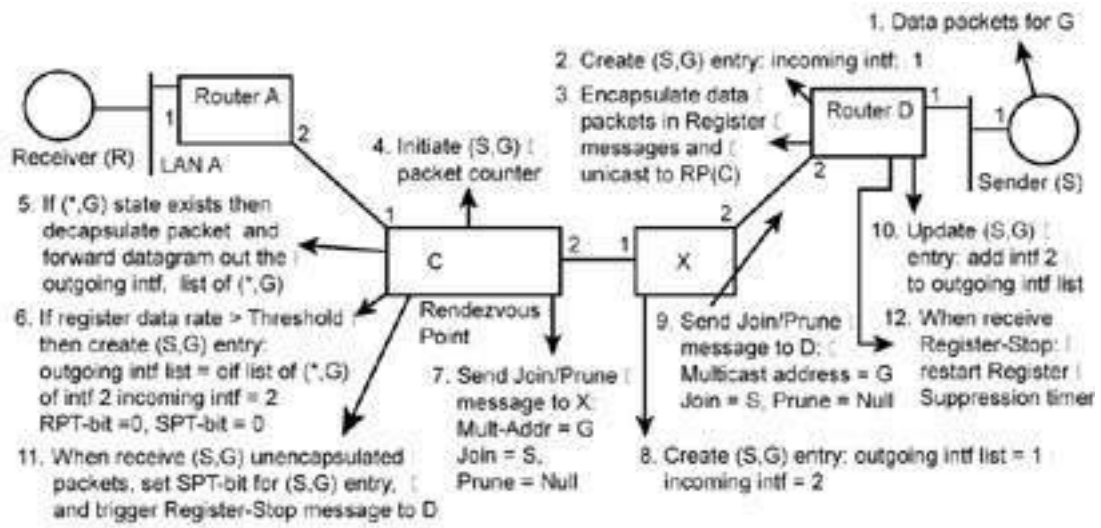 1. Data packets for G
2. Create (S,G) entry: incoming intf: 1
3. Encapsulate data
packets in Register
messages and
unicast to RP(C)
Router A
1
2
Receiver (R)
LAN A
4. Initiate (S,G)
packet counter
Router D
1
1
2
Sender (S)
5. If (*,G) state exists then
decapsulate packet and
forward datagram out the
outgoing intf, list of (*,G)
1
C
2
1
X
2
Rendezvous
Point
6. If register data rate > Threshold
then create (S,G) entry:
outgoing intf list = oif list of (*,G)
of intf 2 incoming intf = 2
RPT-bit =0, SPT-bit = 0
7. Send Join/Prune
message to X:
Mult-Addr = G
Join = S,
Prune = Null
8. Create (S,G) entry: outgoing intf list = 1
incoming intf = 2
9. Send Join/Prune
message to D:
Multicast address = G
Join = S, Prune = Null
10. Update (S,G)
entry: add intf 2
to outgoing intf list
11. When receive (S,G) unencapsulated
packets, set SPT-bit for (S,G) entry,
and trigger Register-Stop message to D
12. When receive
Register-Stop:
restart Register
Suppression timer